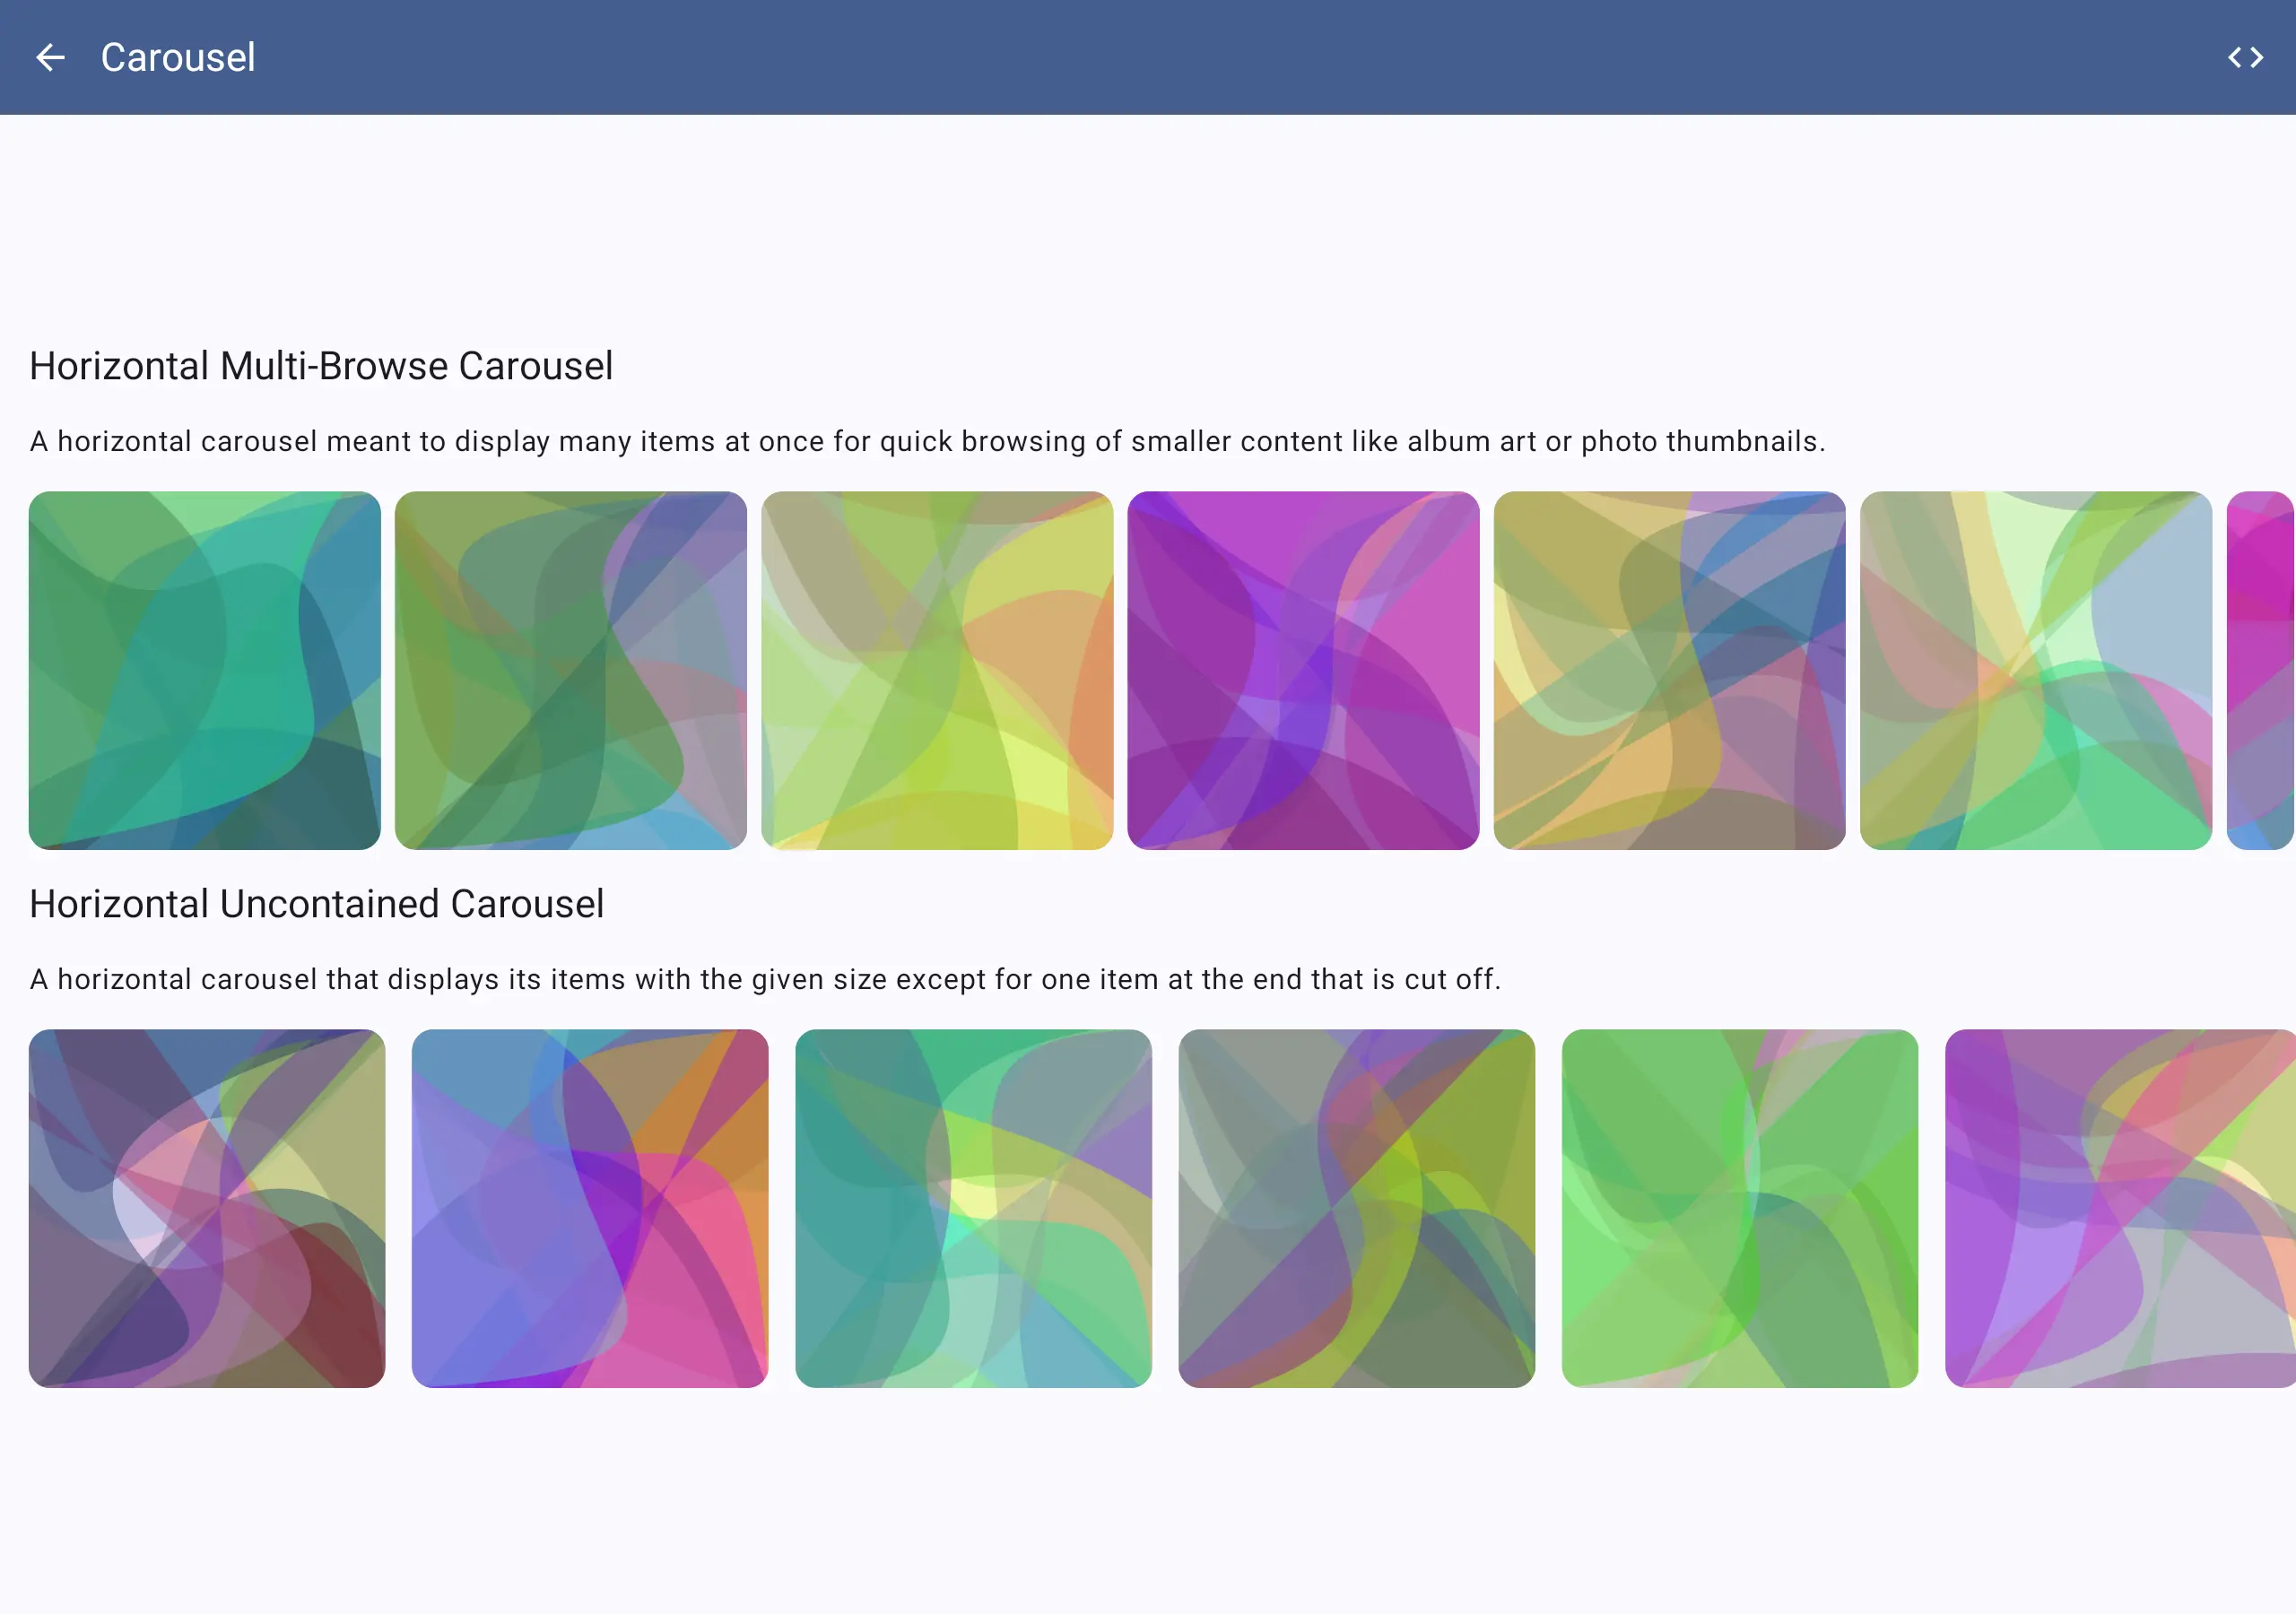 Carousel
Horizontal Multi-Browse Carousel
A horizontal carousel meant to display many items at once for quick browsing of smaller content like album art or photo thumbnails.
Horizontal Uncontained Carousel
A horizontal carousel that displays its items with the given size except for one item at the end that is cut off.